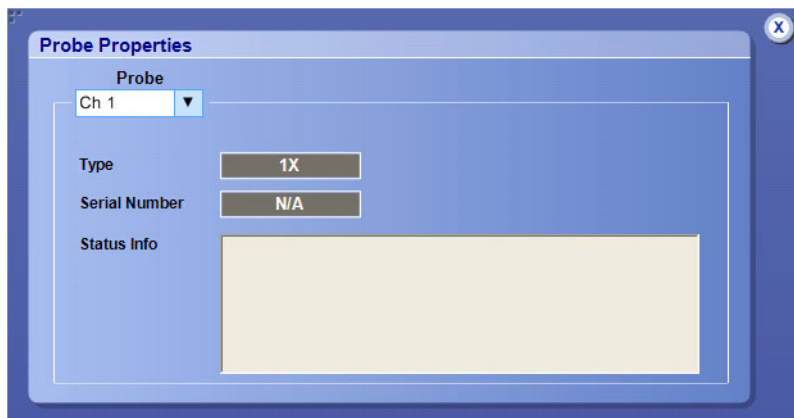 X
Probe Properties
Probe
Ch 1
Type
1X
Serial Number
N/A
Status Info